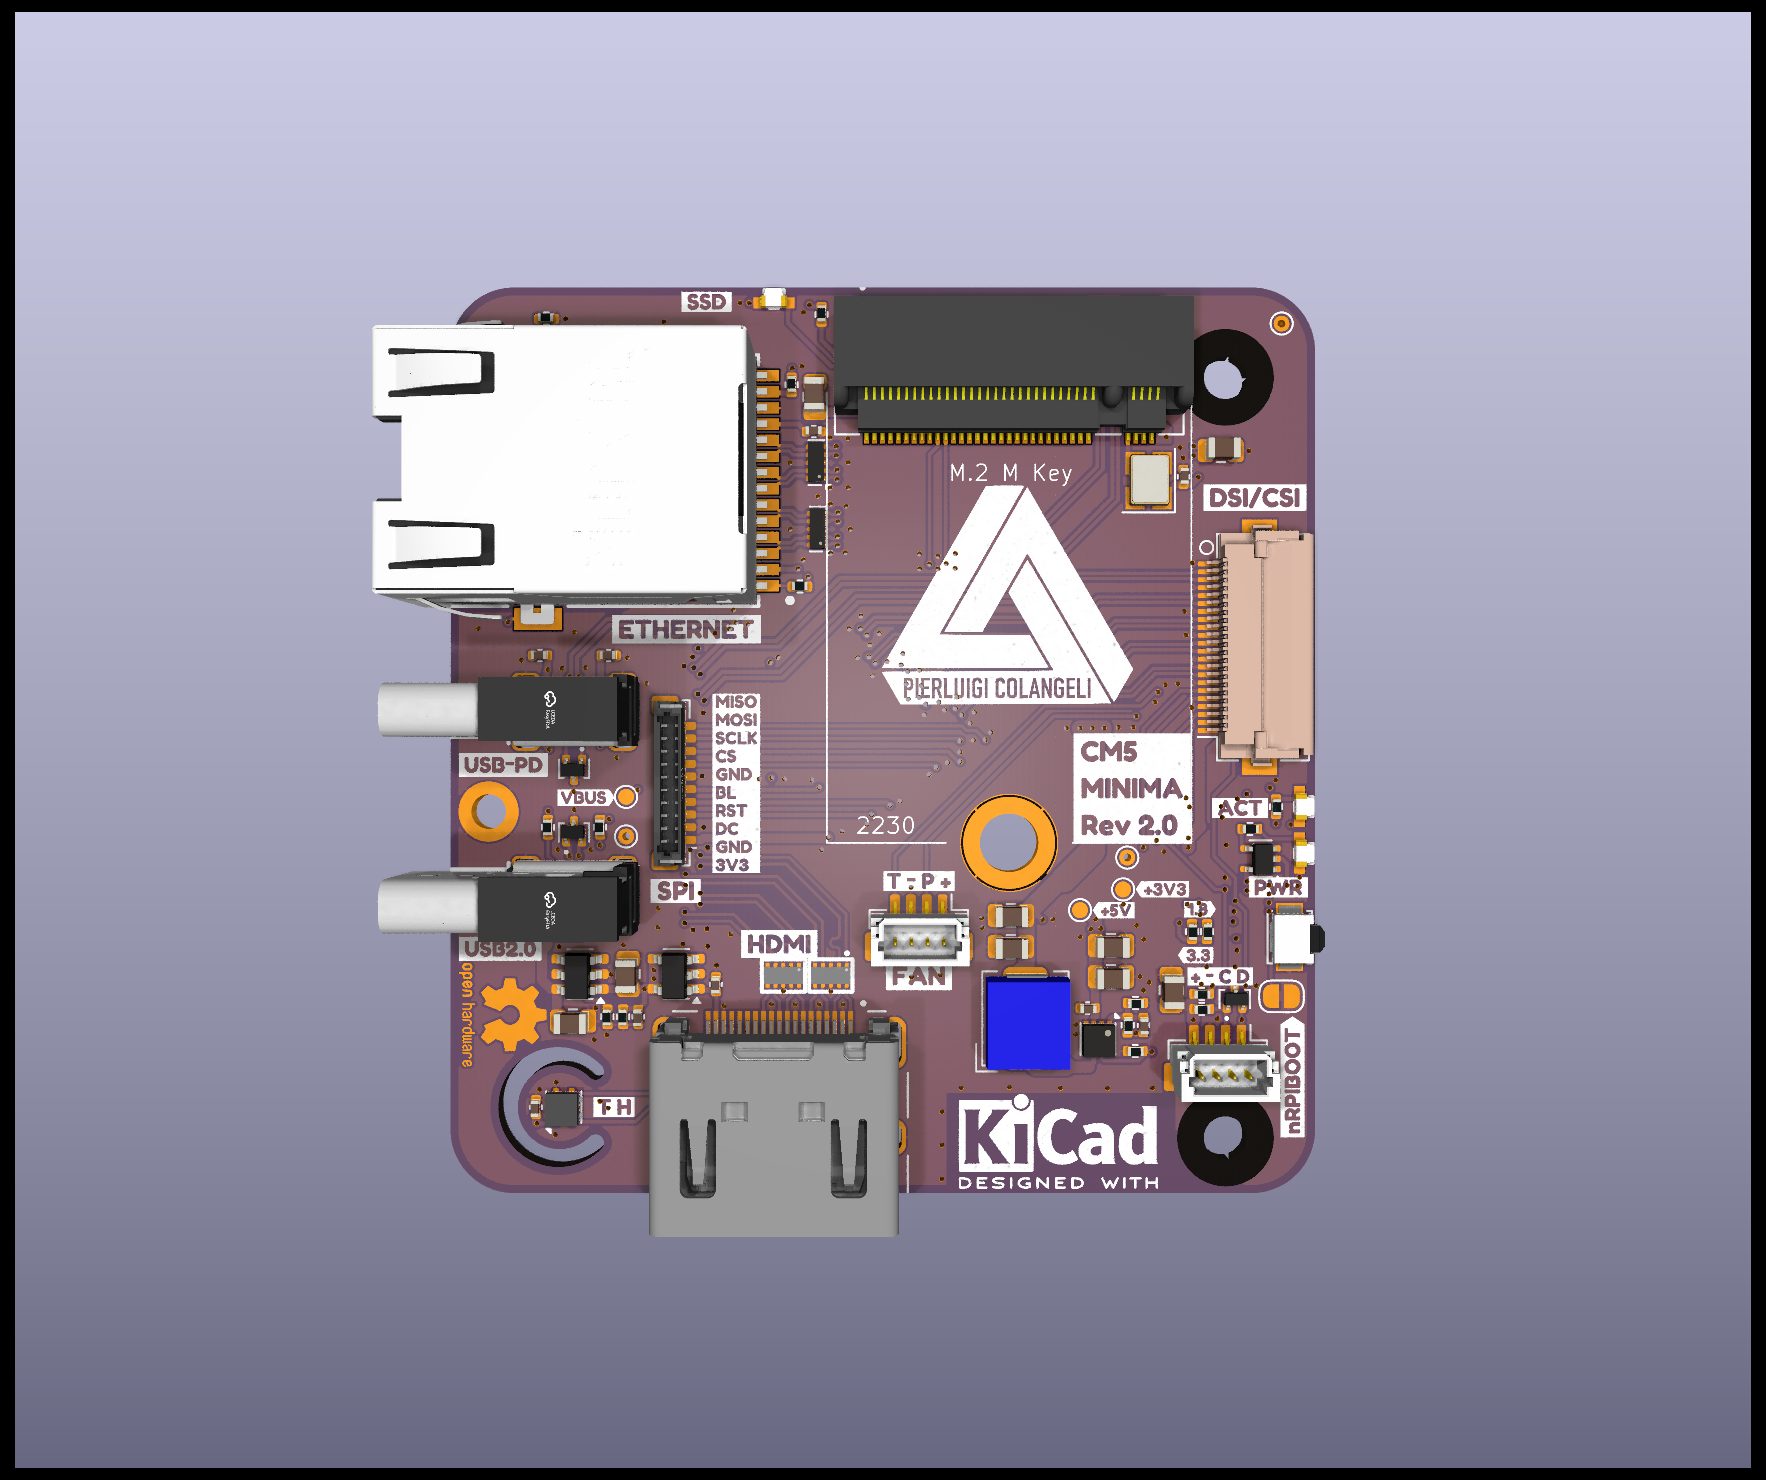 SSD
M.2 M Key
DSI/CSI
ETHERNET
PIERLUIGI COLANGELI
MISO
MOSI
SCLK
CS
GND
BL
RST
DC
GND
3V3
SPI
USB-PD
VBUS
USB2.0
CM5
MINIMA
Rev 2.0
2230
ACT
PWR
T - P +
FAN
+3V3
+5V
1.8
3.3
+ - C D
HDMI
open hardware
T H
nRPIBOOT
KiCad
DESIGNED WITH